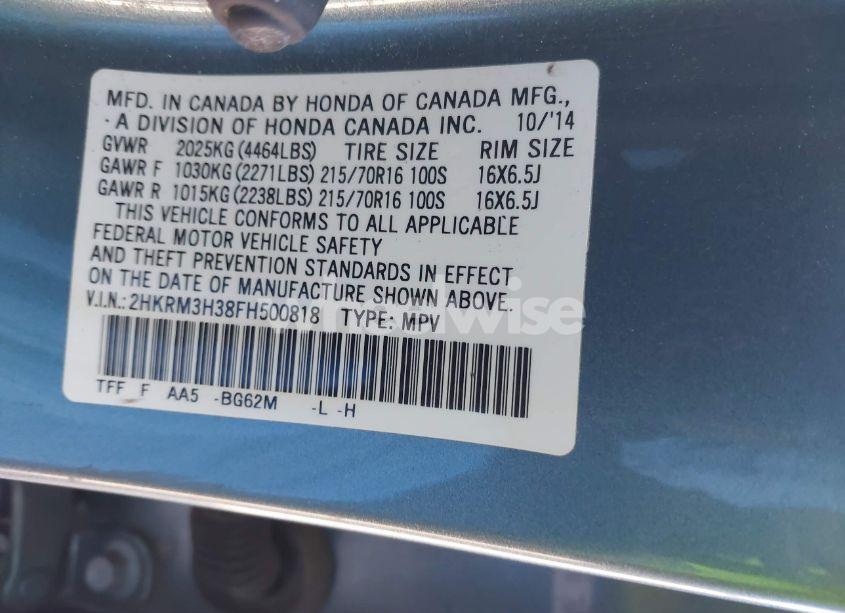 MFD. IN CANADA BY HONDA OF CANADA MFG.,
A DIVISION OF HONDA CANADA INC. 10/'14
GVWR 2025KG (4464LBS) TIRE SIZE RIM SIZE
GAWR F 1030KG (2271LBS) 215/70R16 100S 16X6.5J
GAWR R 1015KG (2238LBS) 215/70R16 100S 16X6.5J
THIS VEHICLE CONFORMS TO ALL APPLICABLE
FEDERAL MOTOR VEHICLE SAFETY
AND THEFT PREVENTION STANDARDS IN EFFECT
ON THE DATE OF MANUFACTURE SHOWN ABOVE.
V.I.N.: 2HKRM3H38FH500818 TYPE: MPV
TFF F AA5 -BG62M -L -H